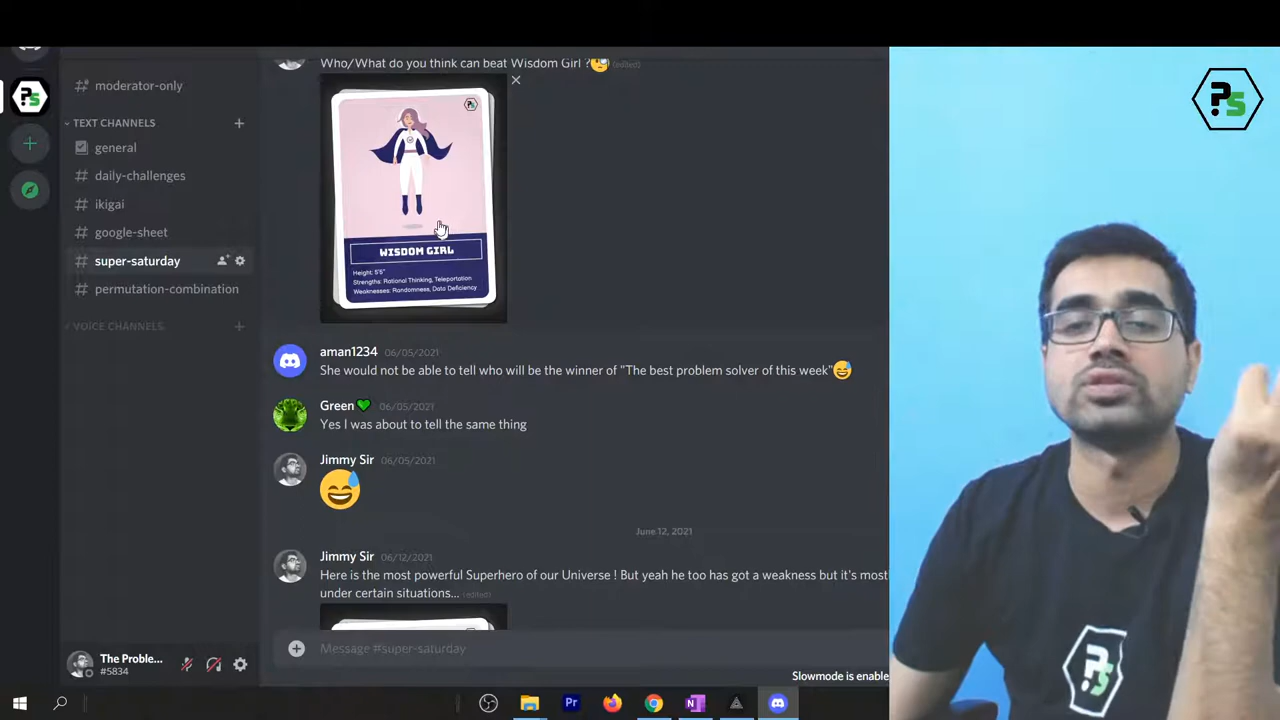 Who/What do you think can beat Wisdom Girl ? (edited)
# moderator-only
TEXT CHANNELS
general
# daily-challenges
# ikigai
# google-sheet
# super-saturday
# permutation-combination
VOICE CHANNELS
WISDOM GIRL
Height: 5'5"
Strengths: Rational Thinking, Teleportation
Weaknesses: Randomness, Data Deficiency
aman1234 06/05/2021
She would not be able to tell who will be the winner of "The best problem solver of this week"😅
Green💚 06/05/2021
Yes I was about to tell the same thing
Jimmy Sir 06/05/2021
😅
June 12, 2021
Jimmy Sir 06/12/2021
Here is the most powerful Superhero of our Universe ! But yeah he too has got a weakness but it's most
under certain situations... (edited)
Message #super-saturday
Slowmode is enable
The Proble...
#5834
Pr
?s
?s
?s